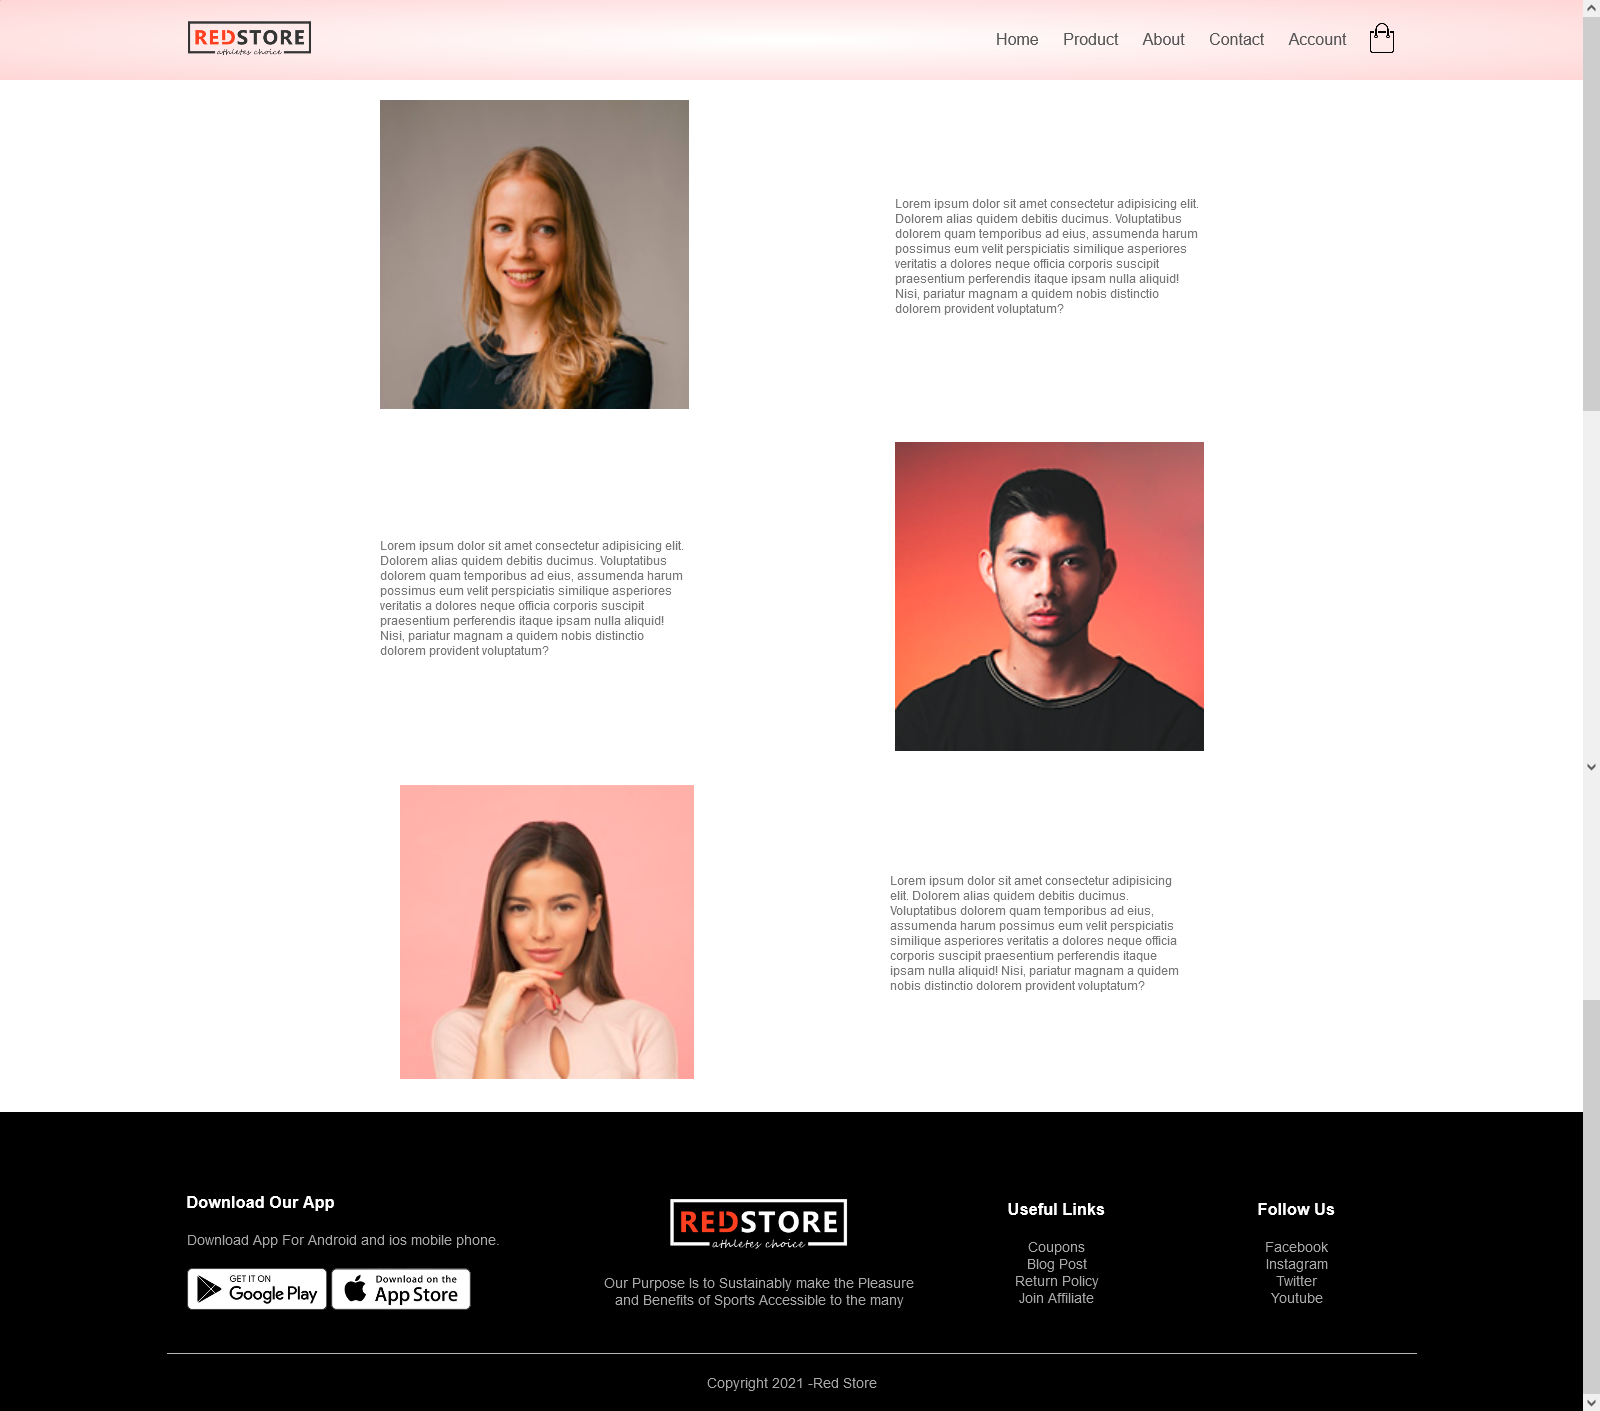 REDSTORE
athletes choice
Home Product About Contact Account
Lorem ipsum dolor sit amet consectetur adipisicing elit.
Dolorem alias quidem debitis ducimus. Voluptatibus
dolorem quam temporibus ad eius, assumenda harum
possimus eum velit perspiciatis similique asperiores
veritatis a dolores neque officia corporis suscipit
praesentium perferendis itaque ipsam nulla aliquid!
Nisi, pariatur magnam a quidem nobis distinctio
dolorem provident voluptatum?
Lorem ipsum dolor sit amet consectetur adipisicing elit.
Dolorem alias quidem debitis ducimus. Voluptatibus
dolorem quam temporibus ad eius, assumenda harum
possimus eum velit perspiciatis similique asperiores
veritatis a dolores neque officia corporis suscipit
praesentium perferendis itaque ipsam nulla aliquid!
Nisi, pariatur magnam a quidem nobis distinctio
dolorem provident voluptatum?
Lorem ipsum dolor sit amet consectetur adipisicing
elit. Dolorem alias quidem debitis ducimus.
Voluptatibus dolorem quam temporibus ad eius,
assumenda harum possimus eum velit perspiciatis
similique asperiores veritatis a dolores neque officia
corporis suscipit praesentium perferendis itaque
ipsam nulla aliquid! Nisi, pariatur magnam a quidem
nobis distinctio dolorem provident voluptatum?
Download Our App
Download App For Android and ios mobile phone.
GET IT ON
Google Play
Download on the
App Store
REDSTORE
athletes choice
Our Purpose Is to Sustainably make the Pleasure
and Benefits of Sports Accessible to the many
Useful Links
Coupons
Blog Post
Return Policy
Join Affiliate
Follow Us
Facebook
Instagram
Twitter
Youtube
Copyright 2021 -Red Store